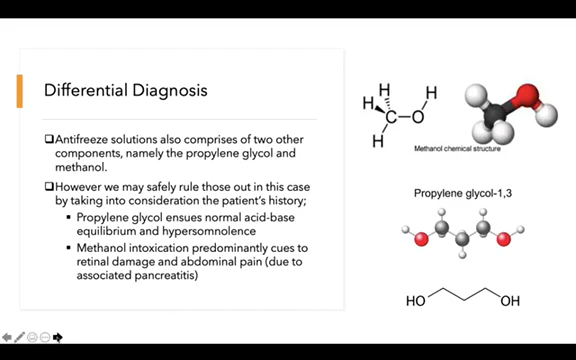 Differential Diagnosis
❑Antifreeze solutions also comprises of two other
components, namely the propylene glycol and
methanol.
❑However we may safely rule those out in this case
by taking into consideration the patient's history;
▪ Propylene glycol ensues normal acid-base
equilibrium and hypersomnolence
▪ Methanol intoxication predominantly cues to
retinal damage and abdominal pain (due to
associated pancreatitis)
H
H
H
C
O
H
Methanol chemical structure
Propylene glycol-1,3
HO
OH